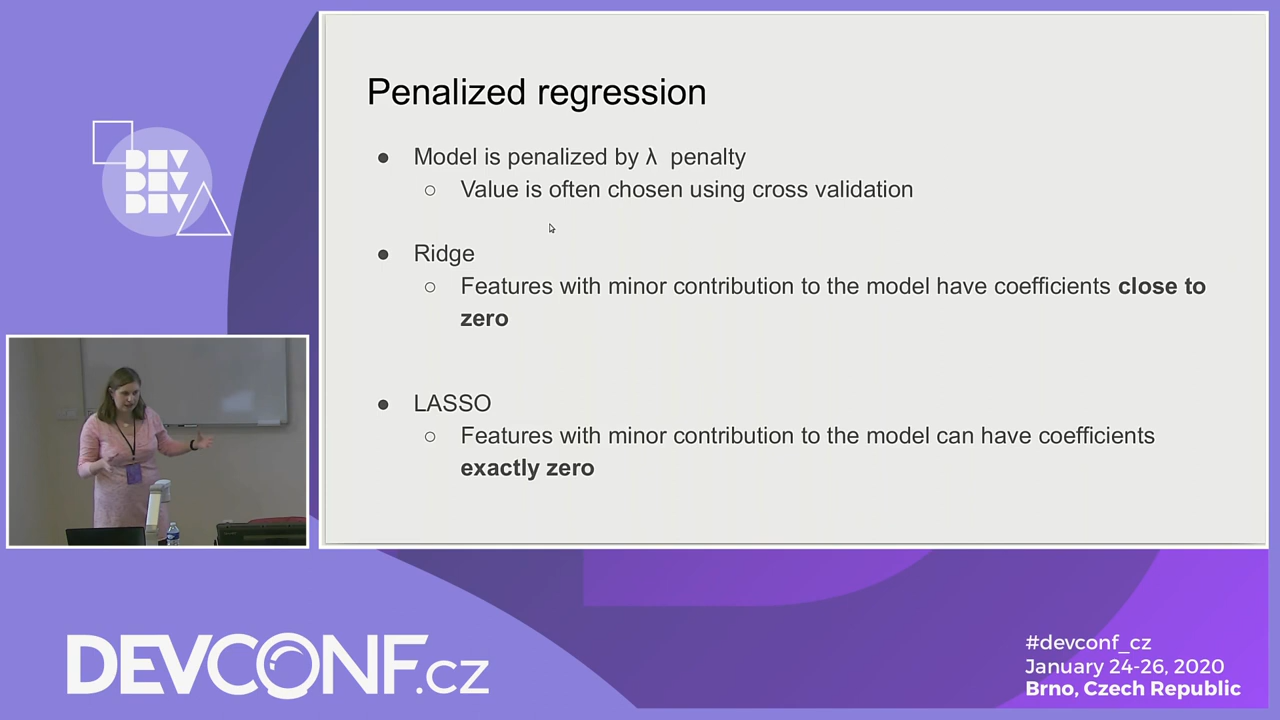 DEV
DEV
DEV
Penalized regression
● Model is penalized by λ penalty
○ Value is often chosen using cross validation
● Ridge
○ Features with minor contribution to the model have coefficients close to
zero
● LASSO
○ Features with minor contribution to the model can have coefficients
exactly zero
DEVCONF.cz
#devconf_cz
January 24-26, 2020
Brno, Czech Republic